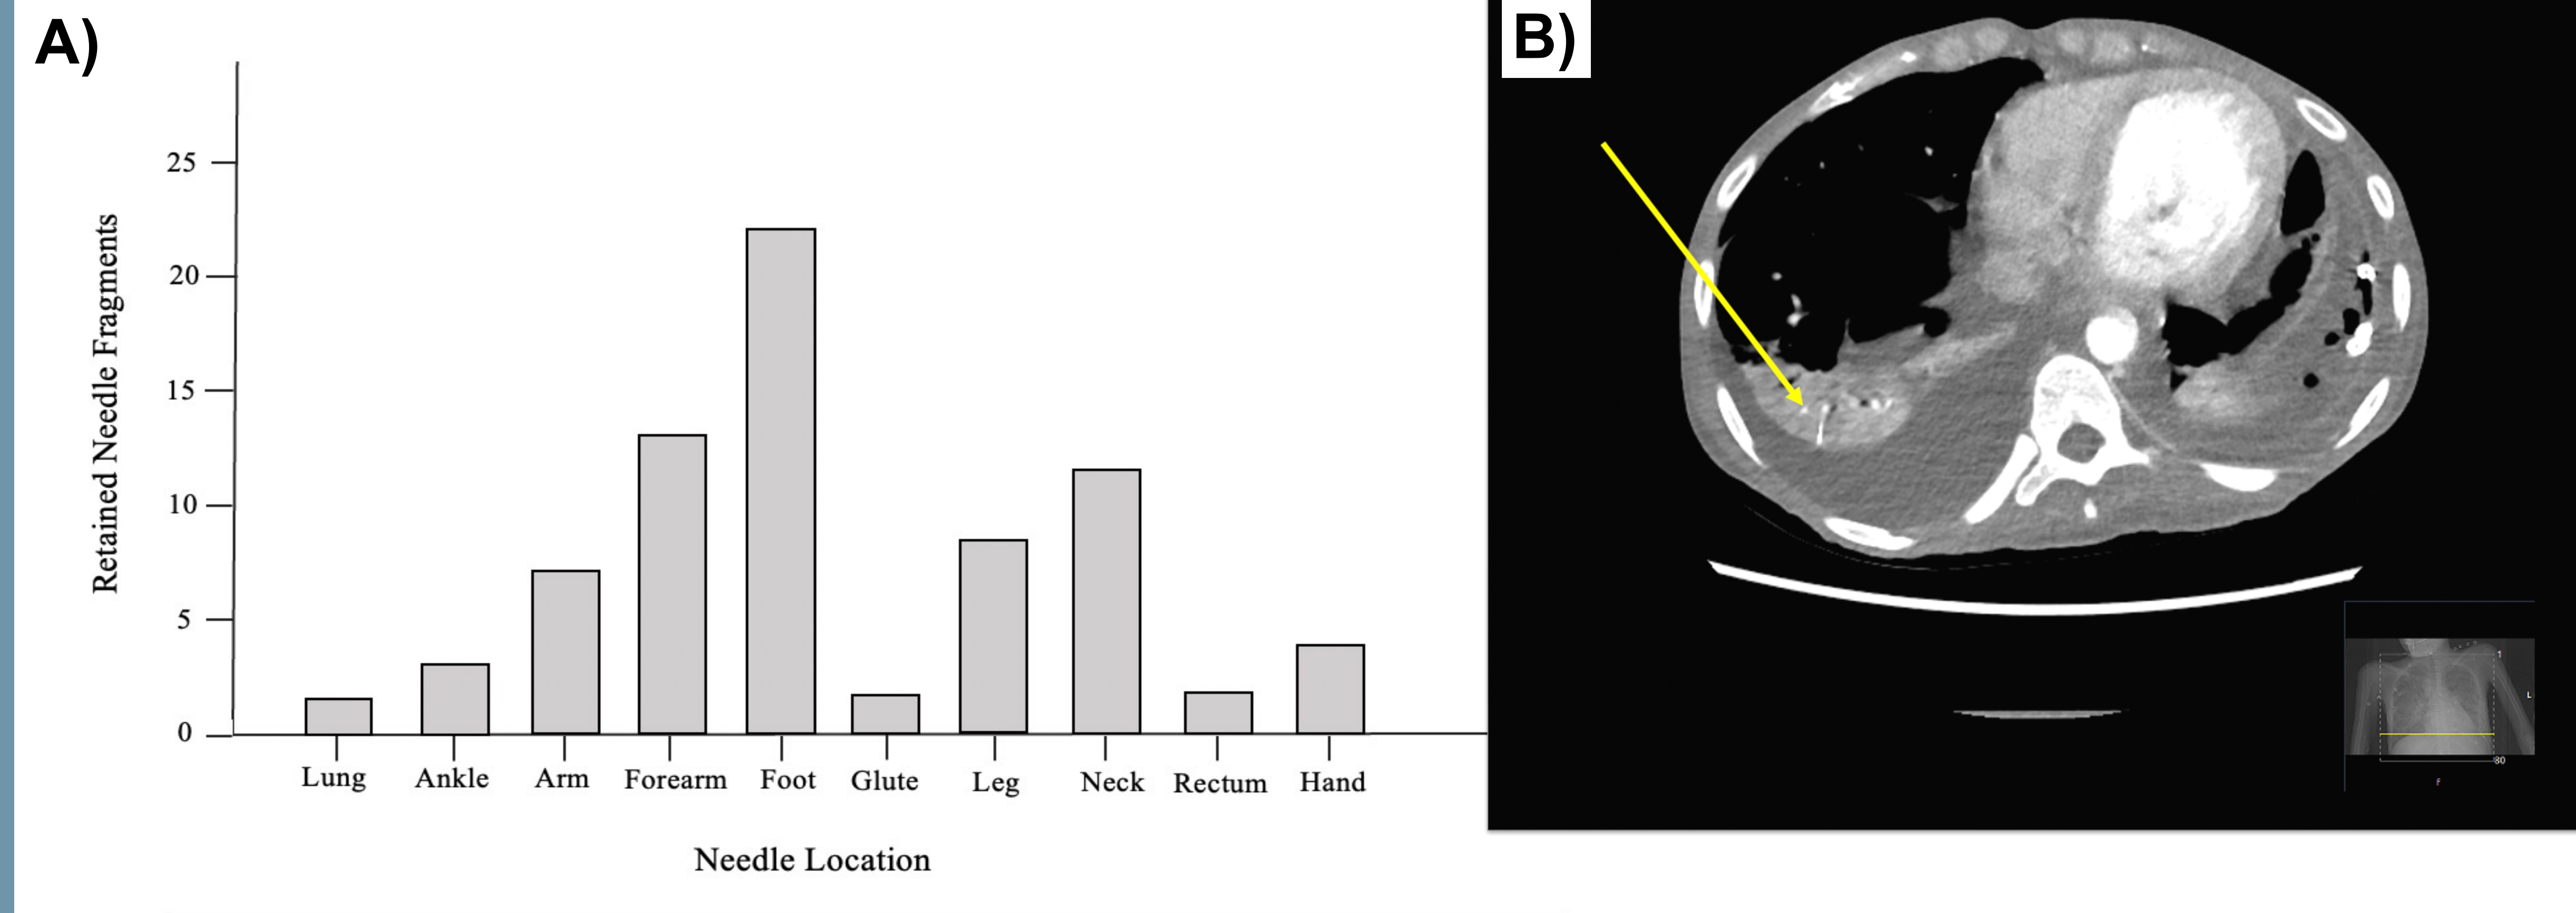 A)
Retained Needle Fragments
25
20
15
10
5
0
Lung Ankle Arm Forearm Foot Glute Leg Neck Rectum Hand
Needle Location
B)
1
L
80
f